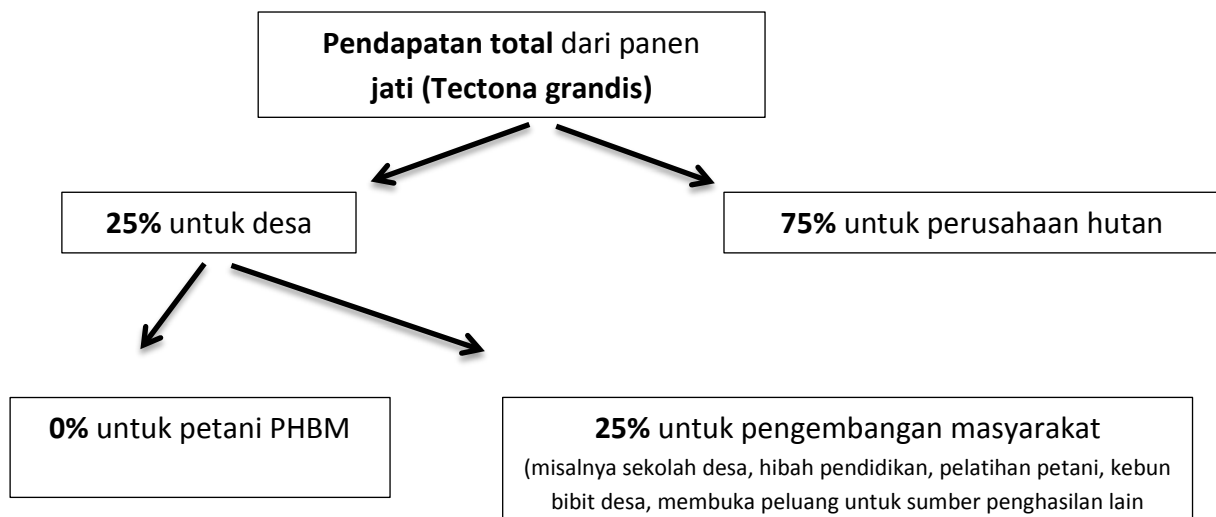 Pendapatan total dari panen
jati (Tectona grandis)
25% untuk desa
75% untuk perusahaan hutan
0% untuk petani PHBM
25% untuk pengembangan masyarakat
(misalnya sekolah desa, hibah pendidikan, pelatihan petani, kebun
bibit desa, membuka peluang untuk sumber penghasilan lain